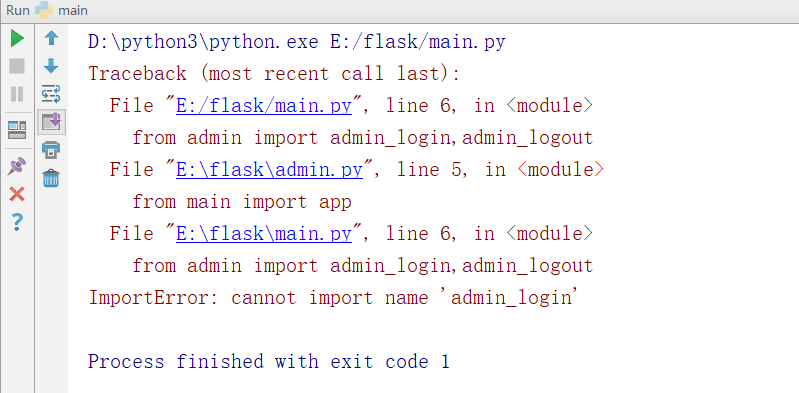 Run main
D:\python3\python.exe E:/flask/main.py
Traceback (most recent call last):
File "E:/flask/main.py", line 6, in <module>
from admin import admin_login,admin_logout
File "E:\flask\admin.py", line 5, in <module>
from main import app
File "E:\flask\main.py", line 6, in <module>
from admin import admin_login,admin_logout
ImportError: cannot import name 'admin_login'
Process finished with exit code 1